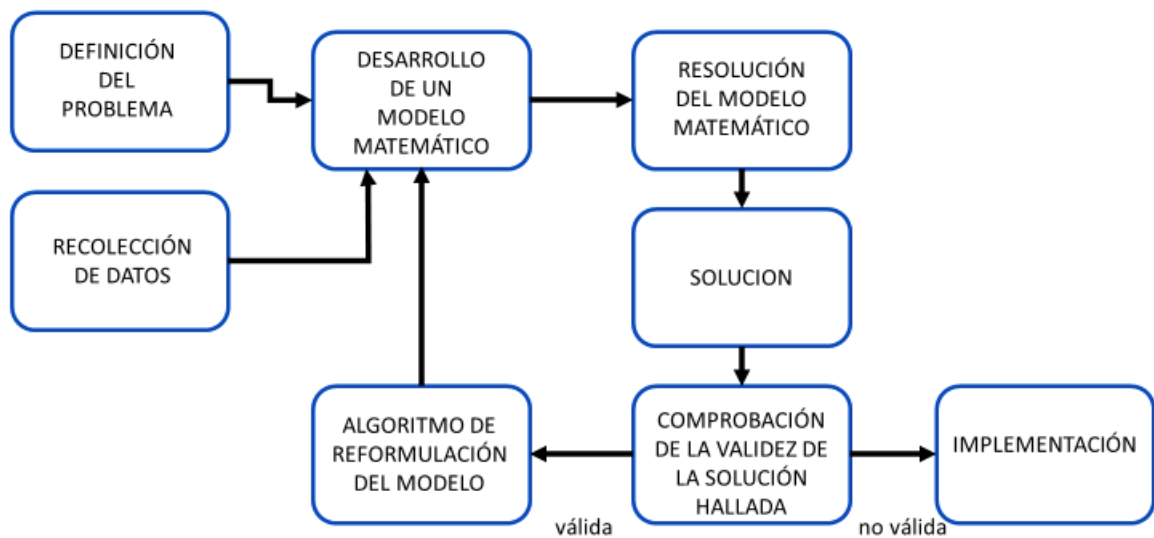 DEFINICIÓN
DEL
PROBLEMA
DESARROLLO
DE UN
MODELO
MATEMÁTICO
RESOLUCIÓN
DEL MODELO
MATEMÁTICO
RECOLECCIÓN
DE DATOS
SOLUCION
ALGORITMO DE
REFORMULACIÓN
DEL MODELO
COMPROBACIÓN
DE LA VALIDEZ DE
LA SOLUCIÓN
HALLADA
IMPLEMENTACIÓN
válida
no válida